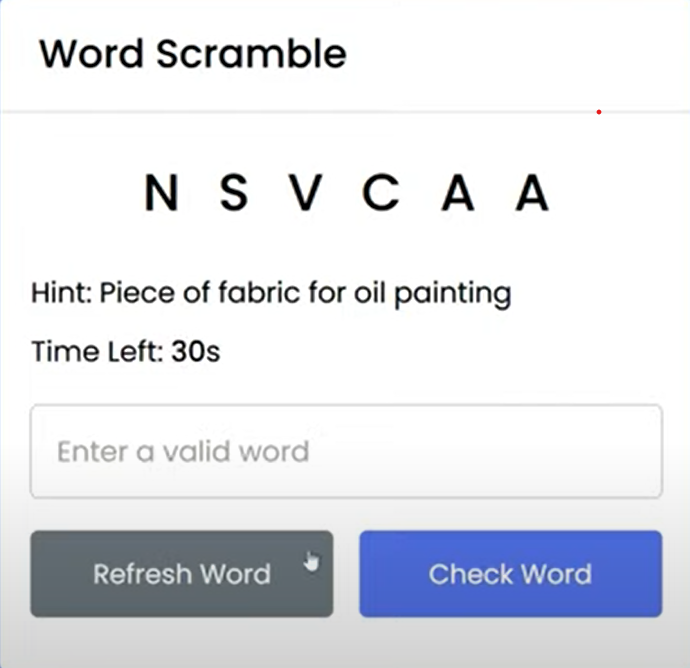 Word Scramble
N S V C A A
Hint: Piece of fabric for oil painting
Time Left: 30s
Enter a valid word
Refresh Word
Check Word